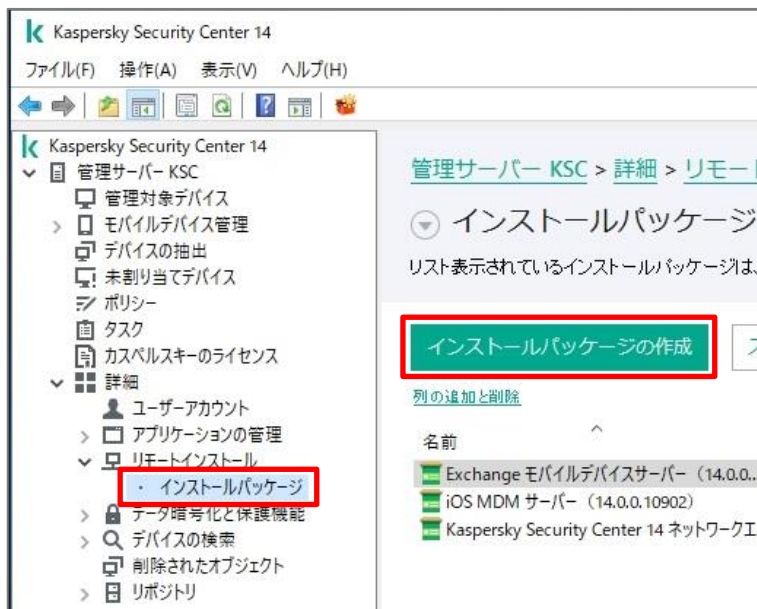 Kaspersky Security Center 14
ファイル(F) 操作(A) 表示(V) ヘルプ(H)
Kaspersky Security Center 14
管理サーバー KSC
管理対象デバイス
モバイルデバイス管理
デバイスの抽出
未割り当てデバイス
ポリシー
タスク
カスペルスキーのライセンス
詳細
ユーザーアカウント
アプリケーションの管理
リモートインストール
・ インストールパッケージ
データ暗号化と保護機能
デバイスの検索
削除されたオブジェクト
リポジトリ
管理サーバー KSC > 詳細 > リモート
インストールパッケージ
リスト表示されているインストールパッケージは、
インストールパッケージの作成
列の追加と削除
名前
Exchange モバイルデバイスサーバー（14.0.0...
iOS MDM サーバー（14.0.0.10902）
Kaspersky Security Center 14 ネットワークエ